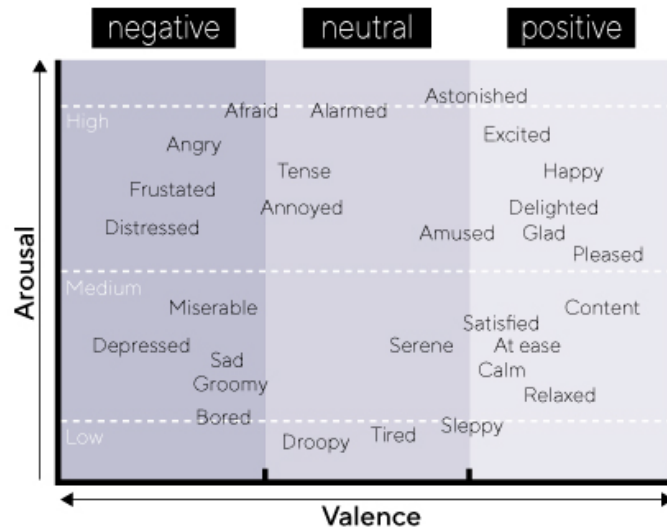 negative neutral positive
Astonished
Afraid Alarmed
High
Excited
Angry
Tense Happy
Frustated
Annoyed Delighted
Distressed Amused Glad
Pleased
Medium
Miserable Content
Satisfied
Depressed Serene At ease
Sad
Calm
Groomy
Relaxed
Bored
Sleppy
Low Droopy Tired
Arousal
Valence